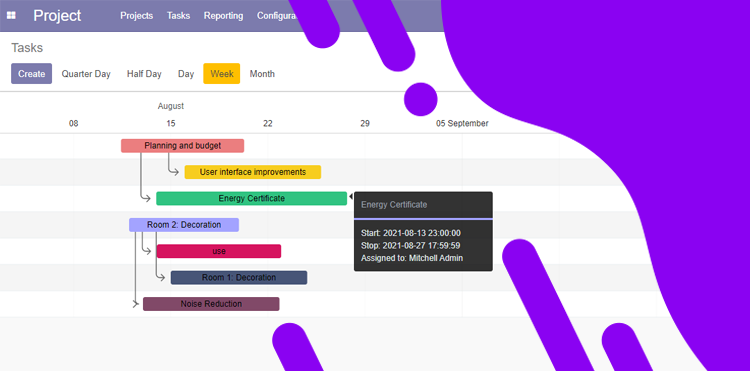 Project Projects Tasks Reporting Configura
Tasks
Create Quarter Day Half Day Day Week Month
August
08 15 22 29 05 September
Planning and budget
User interface improvements
Energy Certificate
Energy Certificate
Room 2: Decoration
Start: 2021-08-13 23:00:00
Stop: 2021-08-27 17:59:59
use
Assigned to: Mitchell Admin
Room 1: Decoration
Noise Reduction